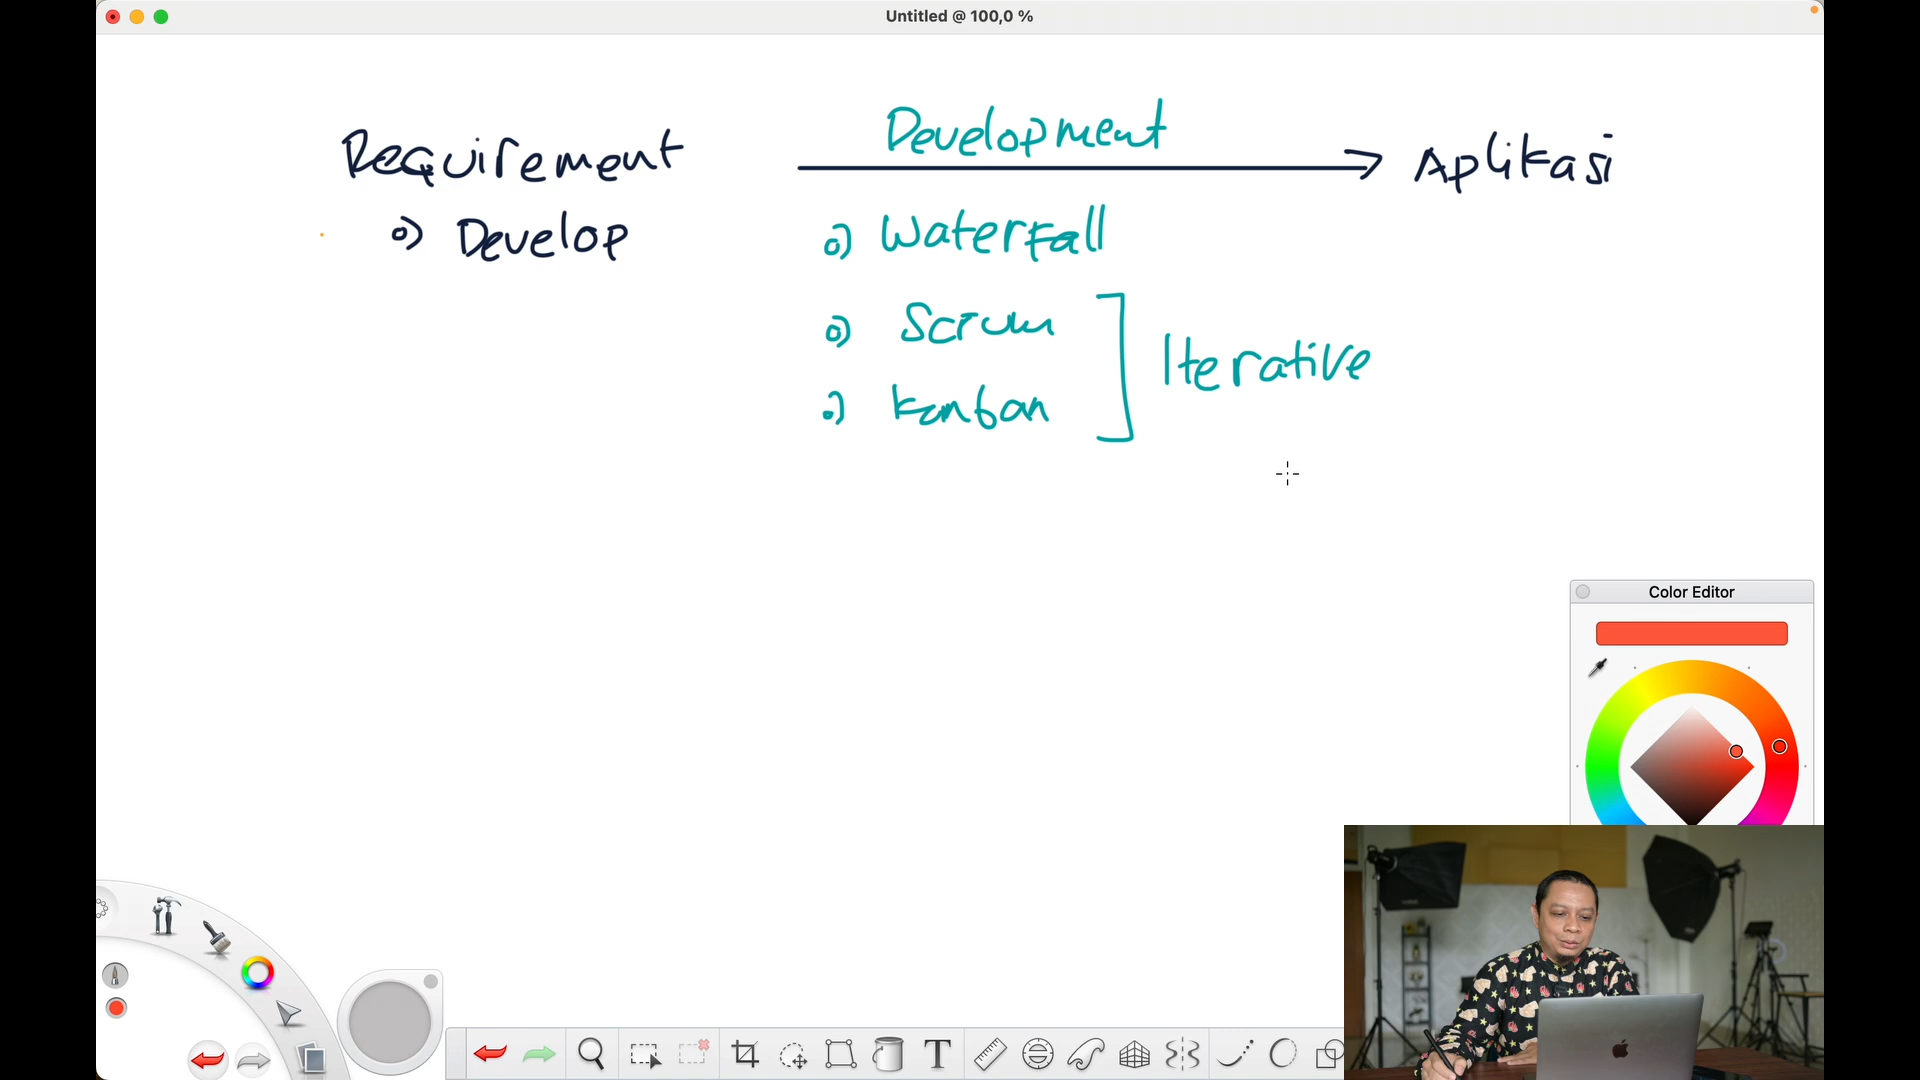 Untitled @ 100,0 %
Requirement
o) Develop
Development
Aplikasi
o) Waterfall
o) Scrum
o) Kanban
Iterative
Color Editor
T